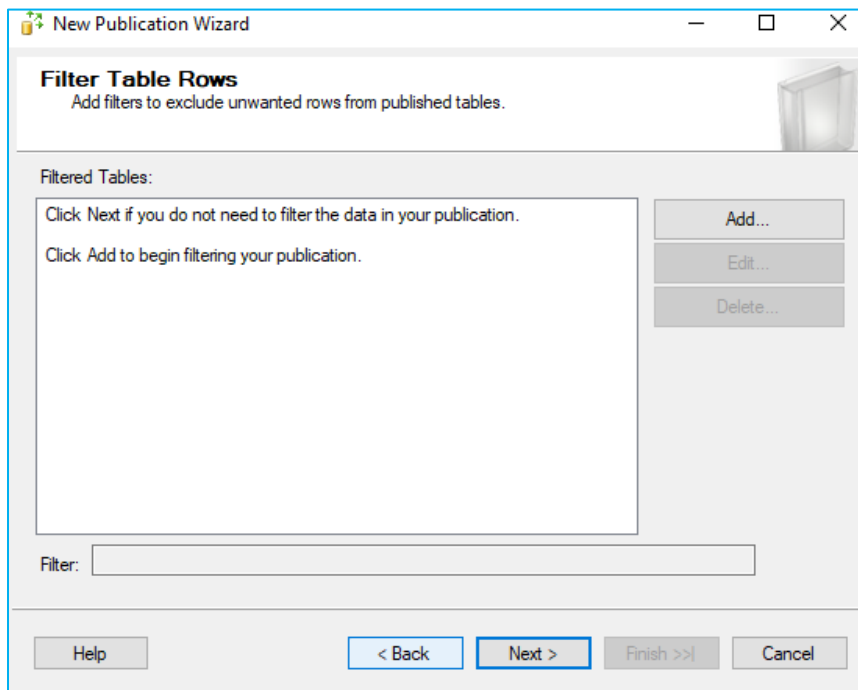 New Publication Wizard
Filter Table Rows
Add filters to exclude unwanted rows from published tables.
Filtered Tables:
Click Next if you do not need to filter the data in your publication.
Click Add to begin filtering your publication.
Add...
Edit...
Delete...
Filter:
Help
< Back
Next >
Finish >>|
Cancel